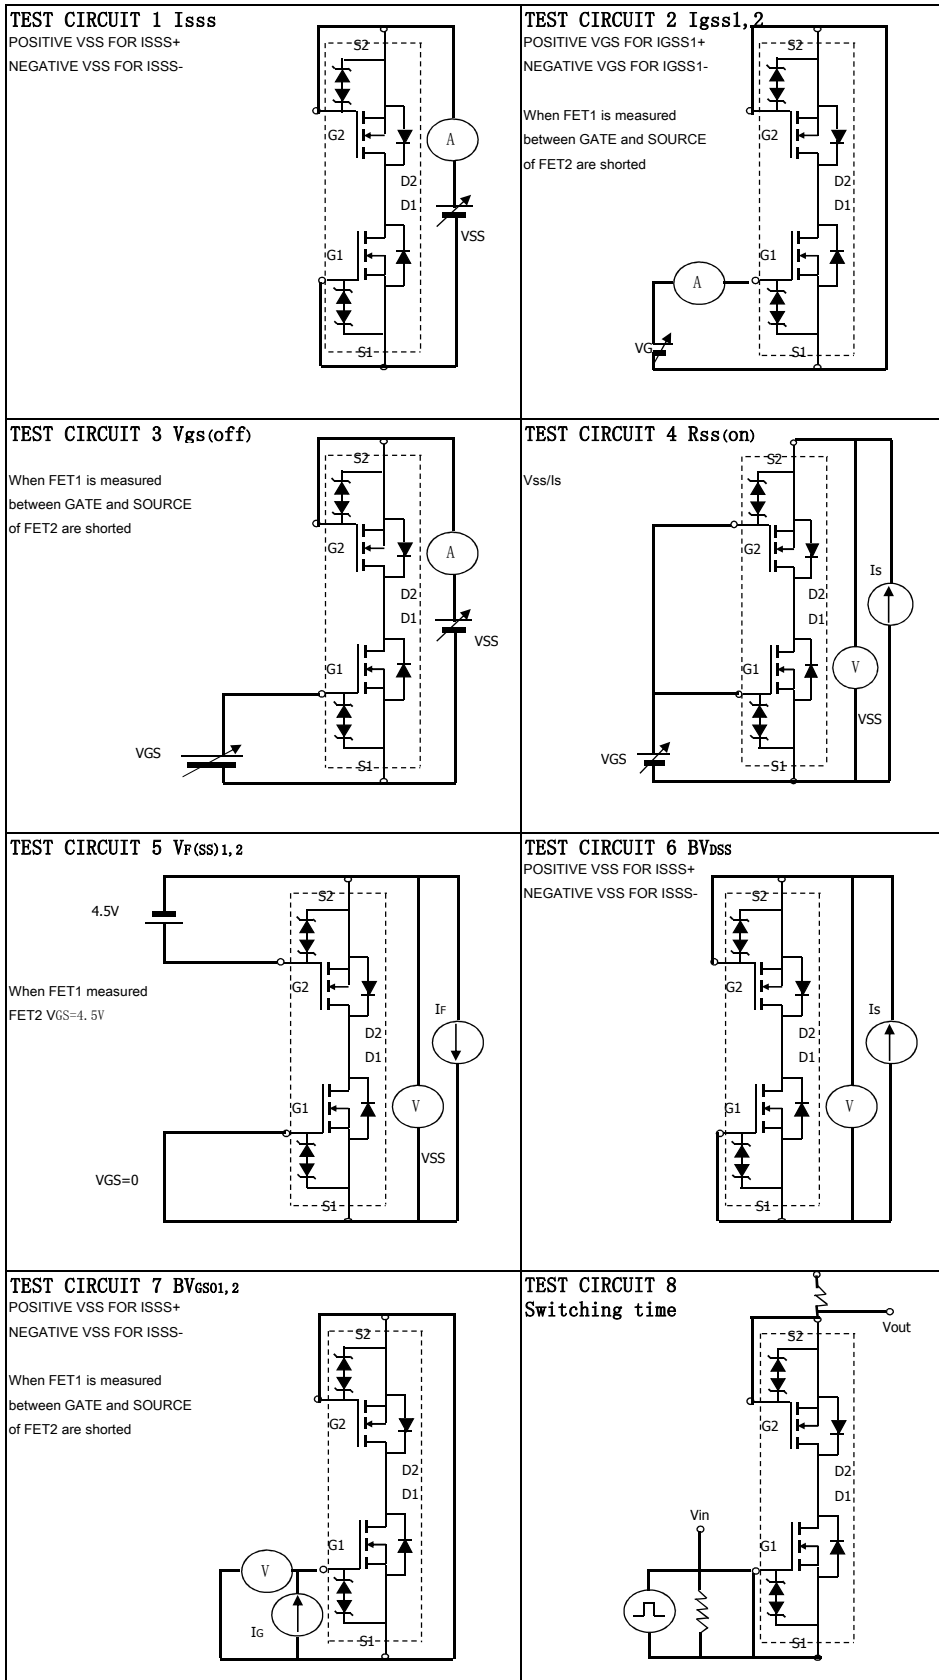 TEST CIRCUIT 1 Isss
POSITIVE VSS FOR ISSS+
NEGATIVE VSS FOR ISSS-
S2
G2
A
D2
D1
VSS
G1
S1
TEST CIRCUIT 2 Igss1,2
POSITIVE VGS FOR IGSS1+
NEGATIVE VGS FOR IGSS1-
When FET1 is measured
between GATE and SOURCE
of FET2 are shorted
S2
G2
D2
D1
G1
A
VG
S1
TEST CIRCUIT 3 Vgs(off)
When FET1 is measured
between GATE and SOURCE
of FET2 are shorted
S2
G2
A
D2
D1
VSS
G1
VGS
S1
TEST CIRCUIT 4 Rss(on)
Vss/Is
S2
G2
Is
D2
D1
G1
V
VSS
VGS
S1
TEST CIRCUIT 5 VF(SS)1,2
4.5V
When FET1 measured
FET2 VGS=4.5V
S2
G2
IF
D2
D1
G1
V
VSS
VGS=0
S1
TEST CIRCUIT 6 BVDSS
POSITIVE VSS FOR ISSS+
NEGATIVE VSS FOR ISSS-
S2
G2
Is
D2
D1
G1
V
S1
TEST CIRCUIT 7 BVGSO1,2
POSITIVE VSS FOR ISSS+
NEGATIVE VSS FOR ISSS-
When FET1 is measured
between GATE and SOURCE
of FET2 are shorted
S2
G2
D2
D1
G1
V
IG
S1
TEST CIRCUIT 8
Switching time
Vout
S2
G2
D2
D1
Vin
G1
S1